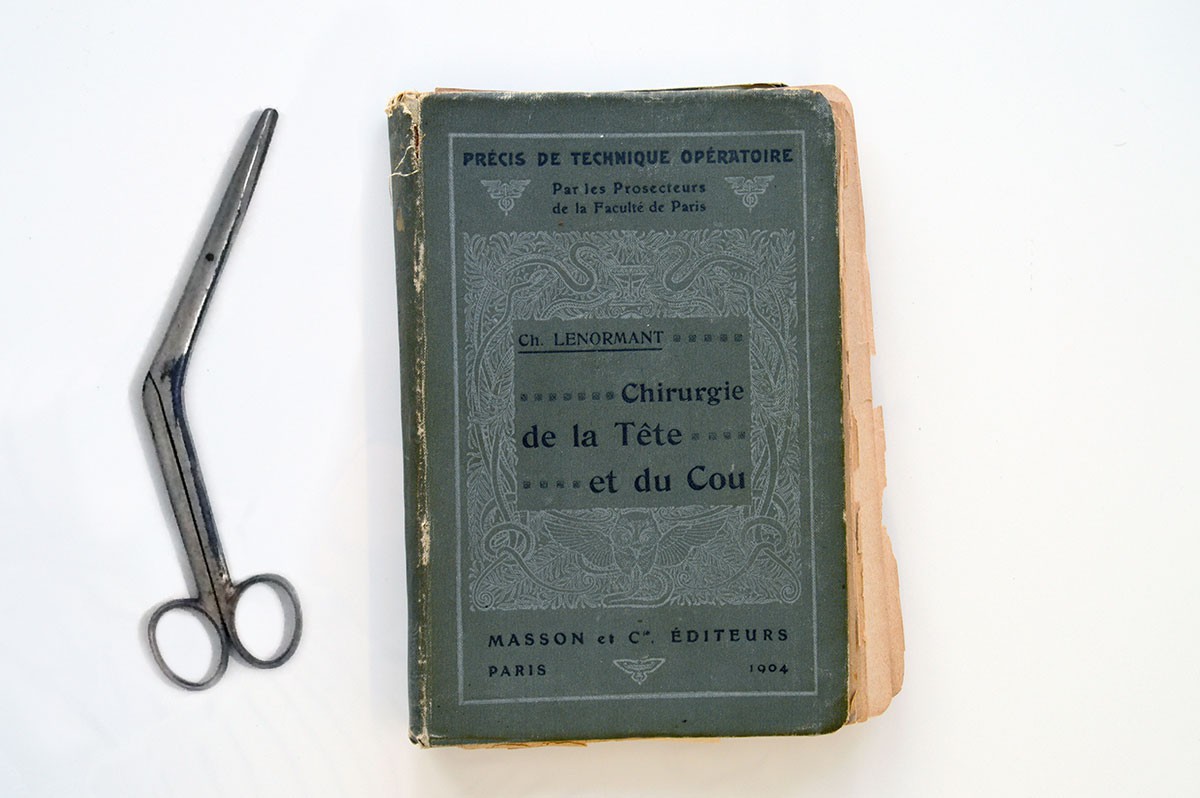 PRÉCIS DE TECHNIQUE OPÉRATOIRE
Par les Prosecteurs
de la Faculté de Paris
Ch. LENORMANT
Chirurgie
de la Tête
et du Cou
MASSON et Cie. ÉDITEURS
PARIS 1904